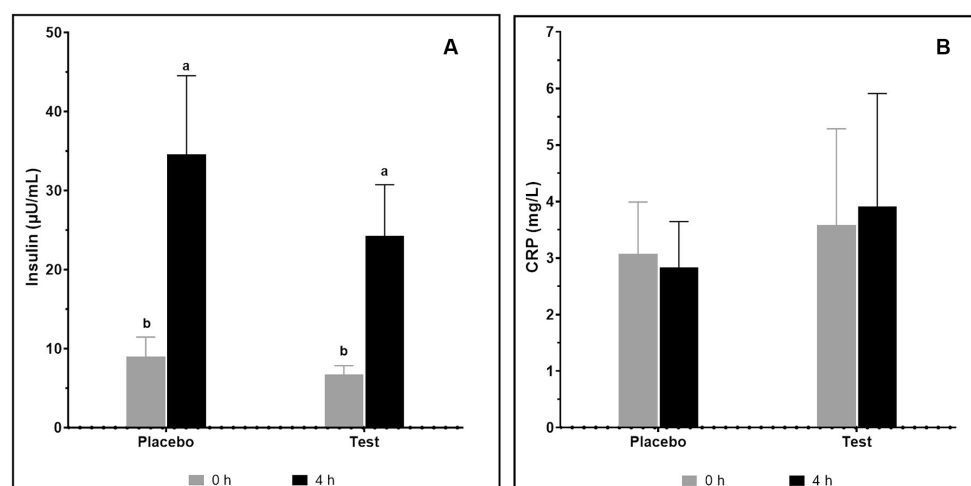 A
Insulin (µU/mL)
50
40
30
20
10
0
a
b
a
b
Placebo
Test
0 h
4 h
B
CRP (mg/L)
7
6
5
4
3
2
1
0
Placebo
Test
0 h
4 h